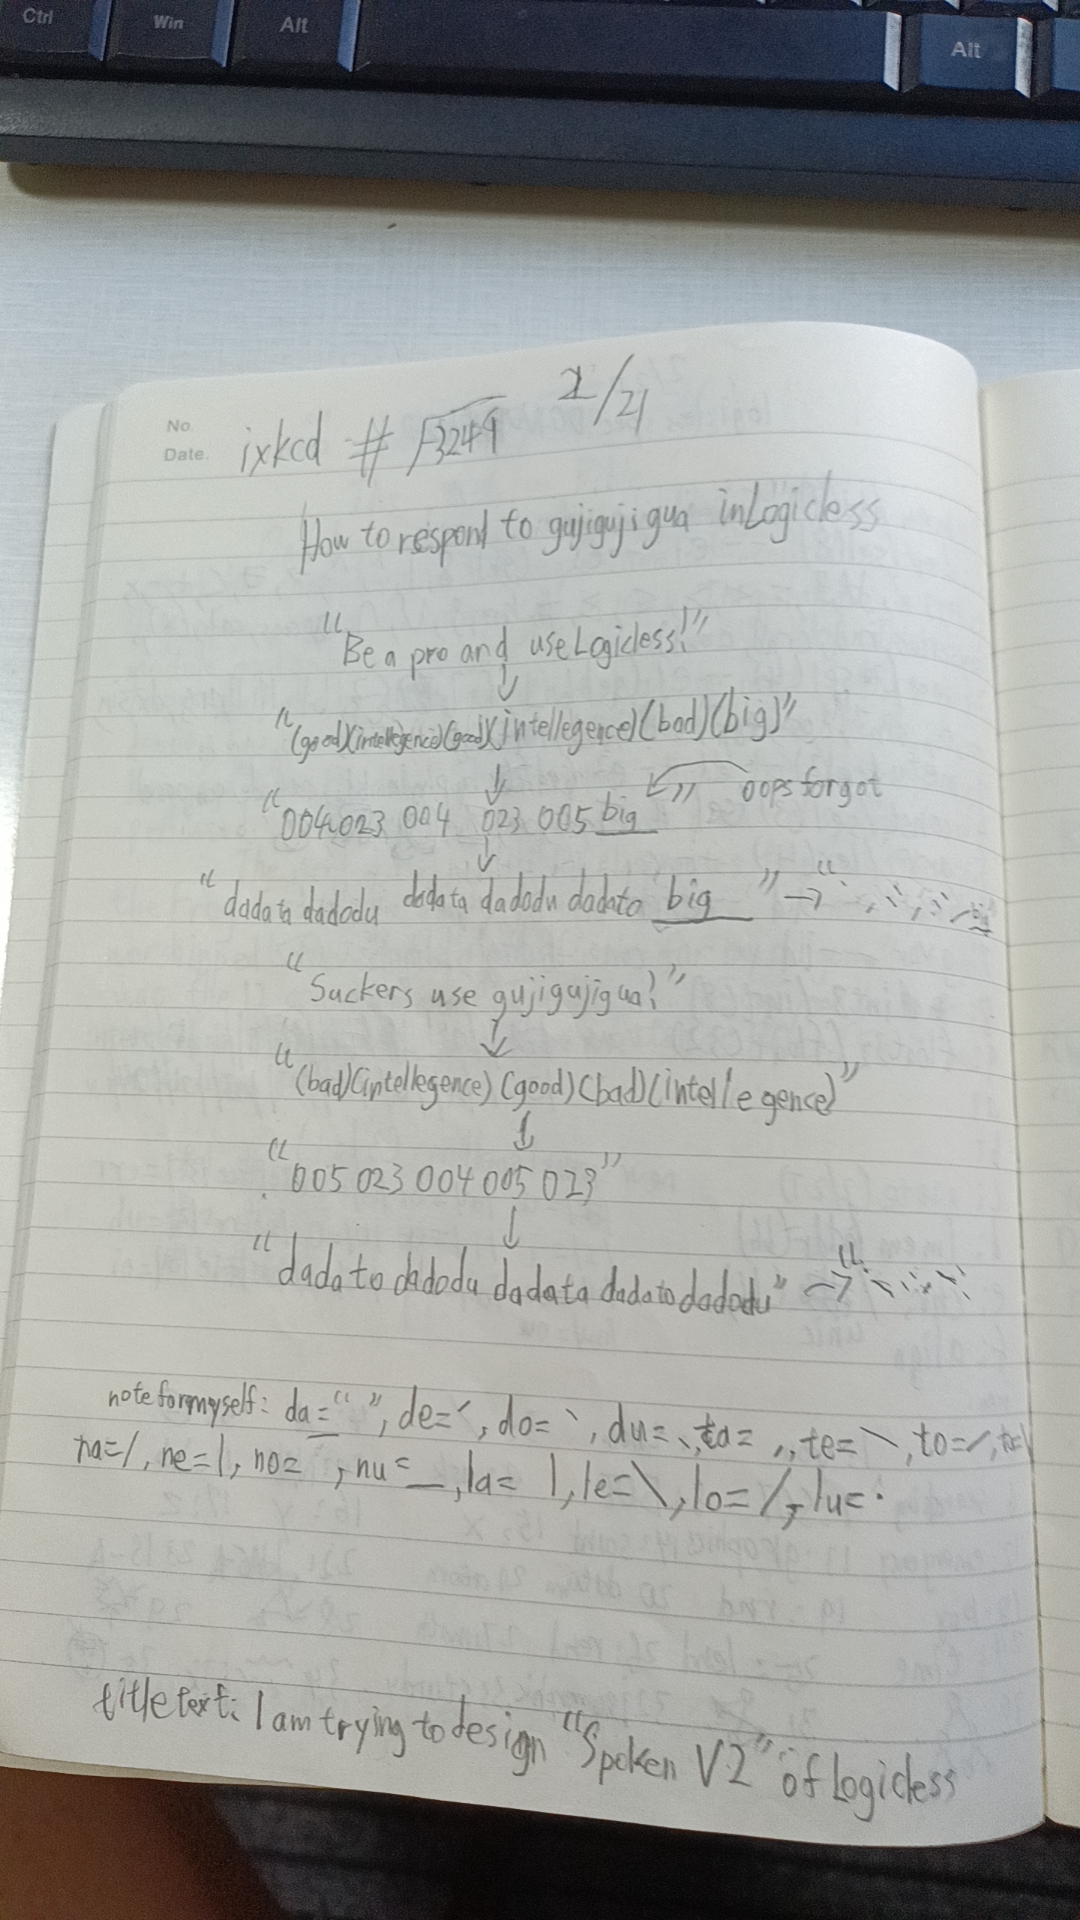 Ctrl Win Alt Alt
No. 2/21
Date. ixkcd # √3249
How to respond to gujigujigua in Logicless
"Be a pro and use Logicless!"
↓
"(good)(intellegence)(good)(intellegence)(bad)(big)"
↓ oops forgot
"004 023 004 023 005 big"
↓
"dadata dadodu dadata dadodu dadato big" → "
"Suckers use gujigujigua!"
↓
"(bad)(intellegence)(good)(bad)(intellegence)"
↓
"005 023 004 005 023"
↓
"dadato dadodu dadata dadato dadodu" → "
note for myself: da=" ", de=ˊ, do=ˋ, du=、, ta= ,, te=\, to=/,
na=/, ne=|, no= , nu=_, la= |, le=\, lo=/, lu=·
title text: I am trying to design "Spoken V2" of logicless